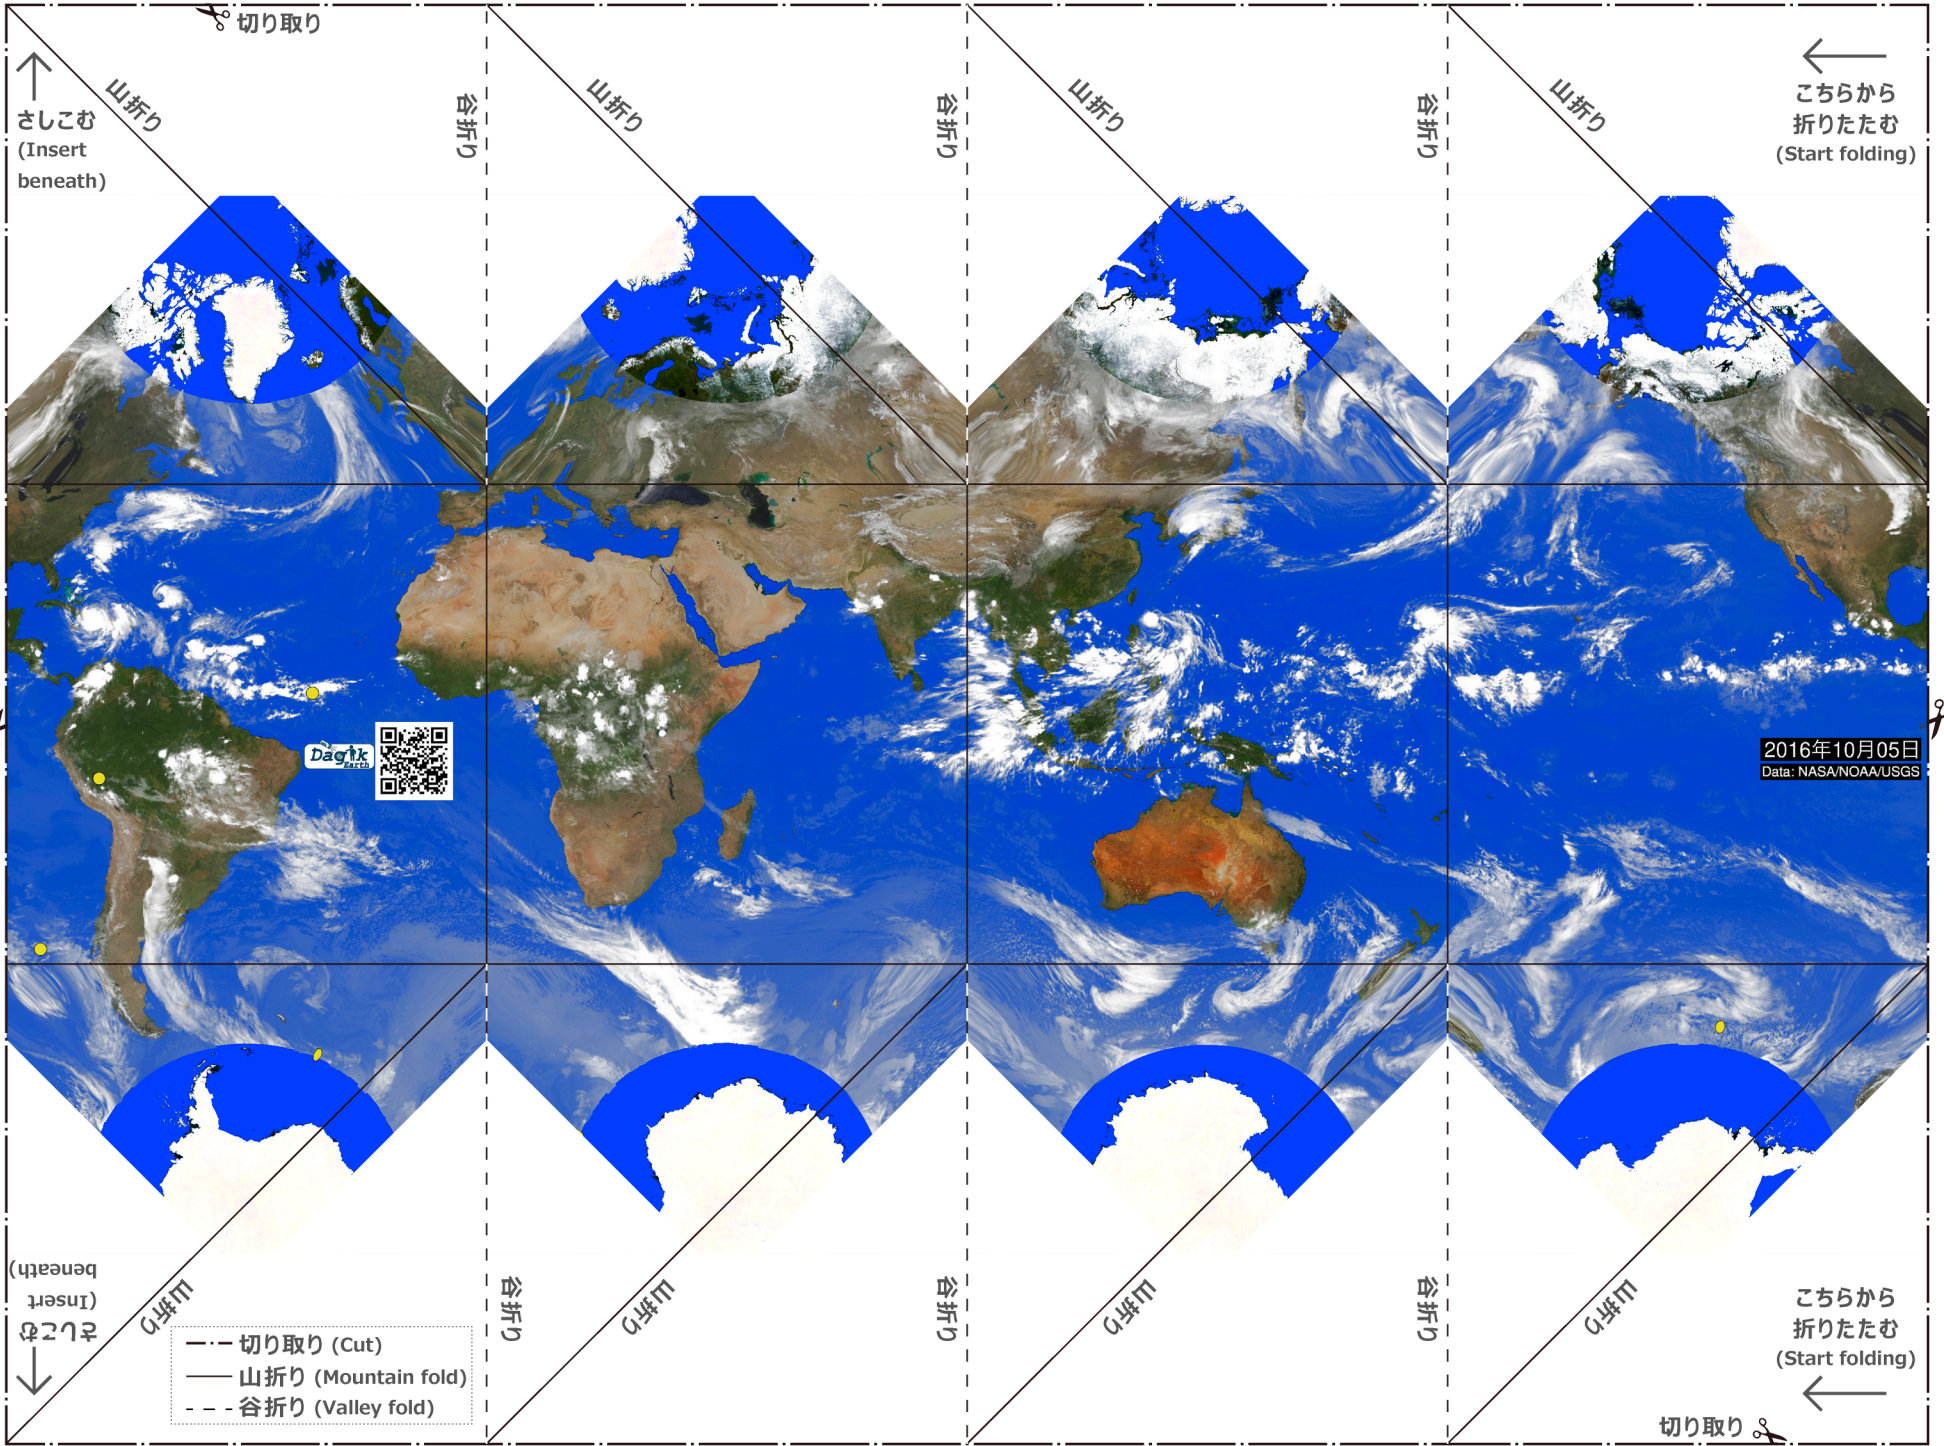 切り取り
山折り
谷折り
山折り
谷折り
山折り
谷折り
山折り
さしこむ
(Insert
beneath)
こちらから
折りたたむ
(Start folding)
Dagik
Earth
2016年10月05日
Data: NASA/NOAA/USGS
さしこむ
(Insert
beneath)
山折り
谷折り
山折り
谷折り
山折り
谷折り
山折り
こちらから
折りたたむ
(Start folding)
切り取り (Cut)
山折り (Mountain fold)
谷折り (Valley fold)
切り取り